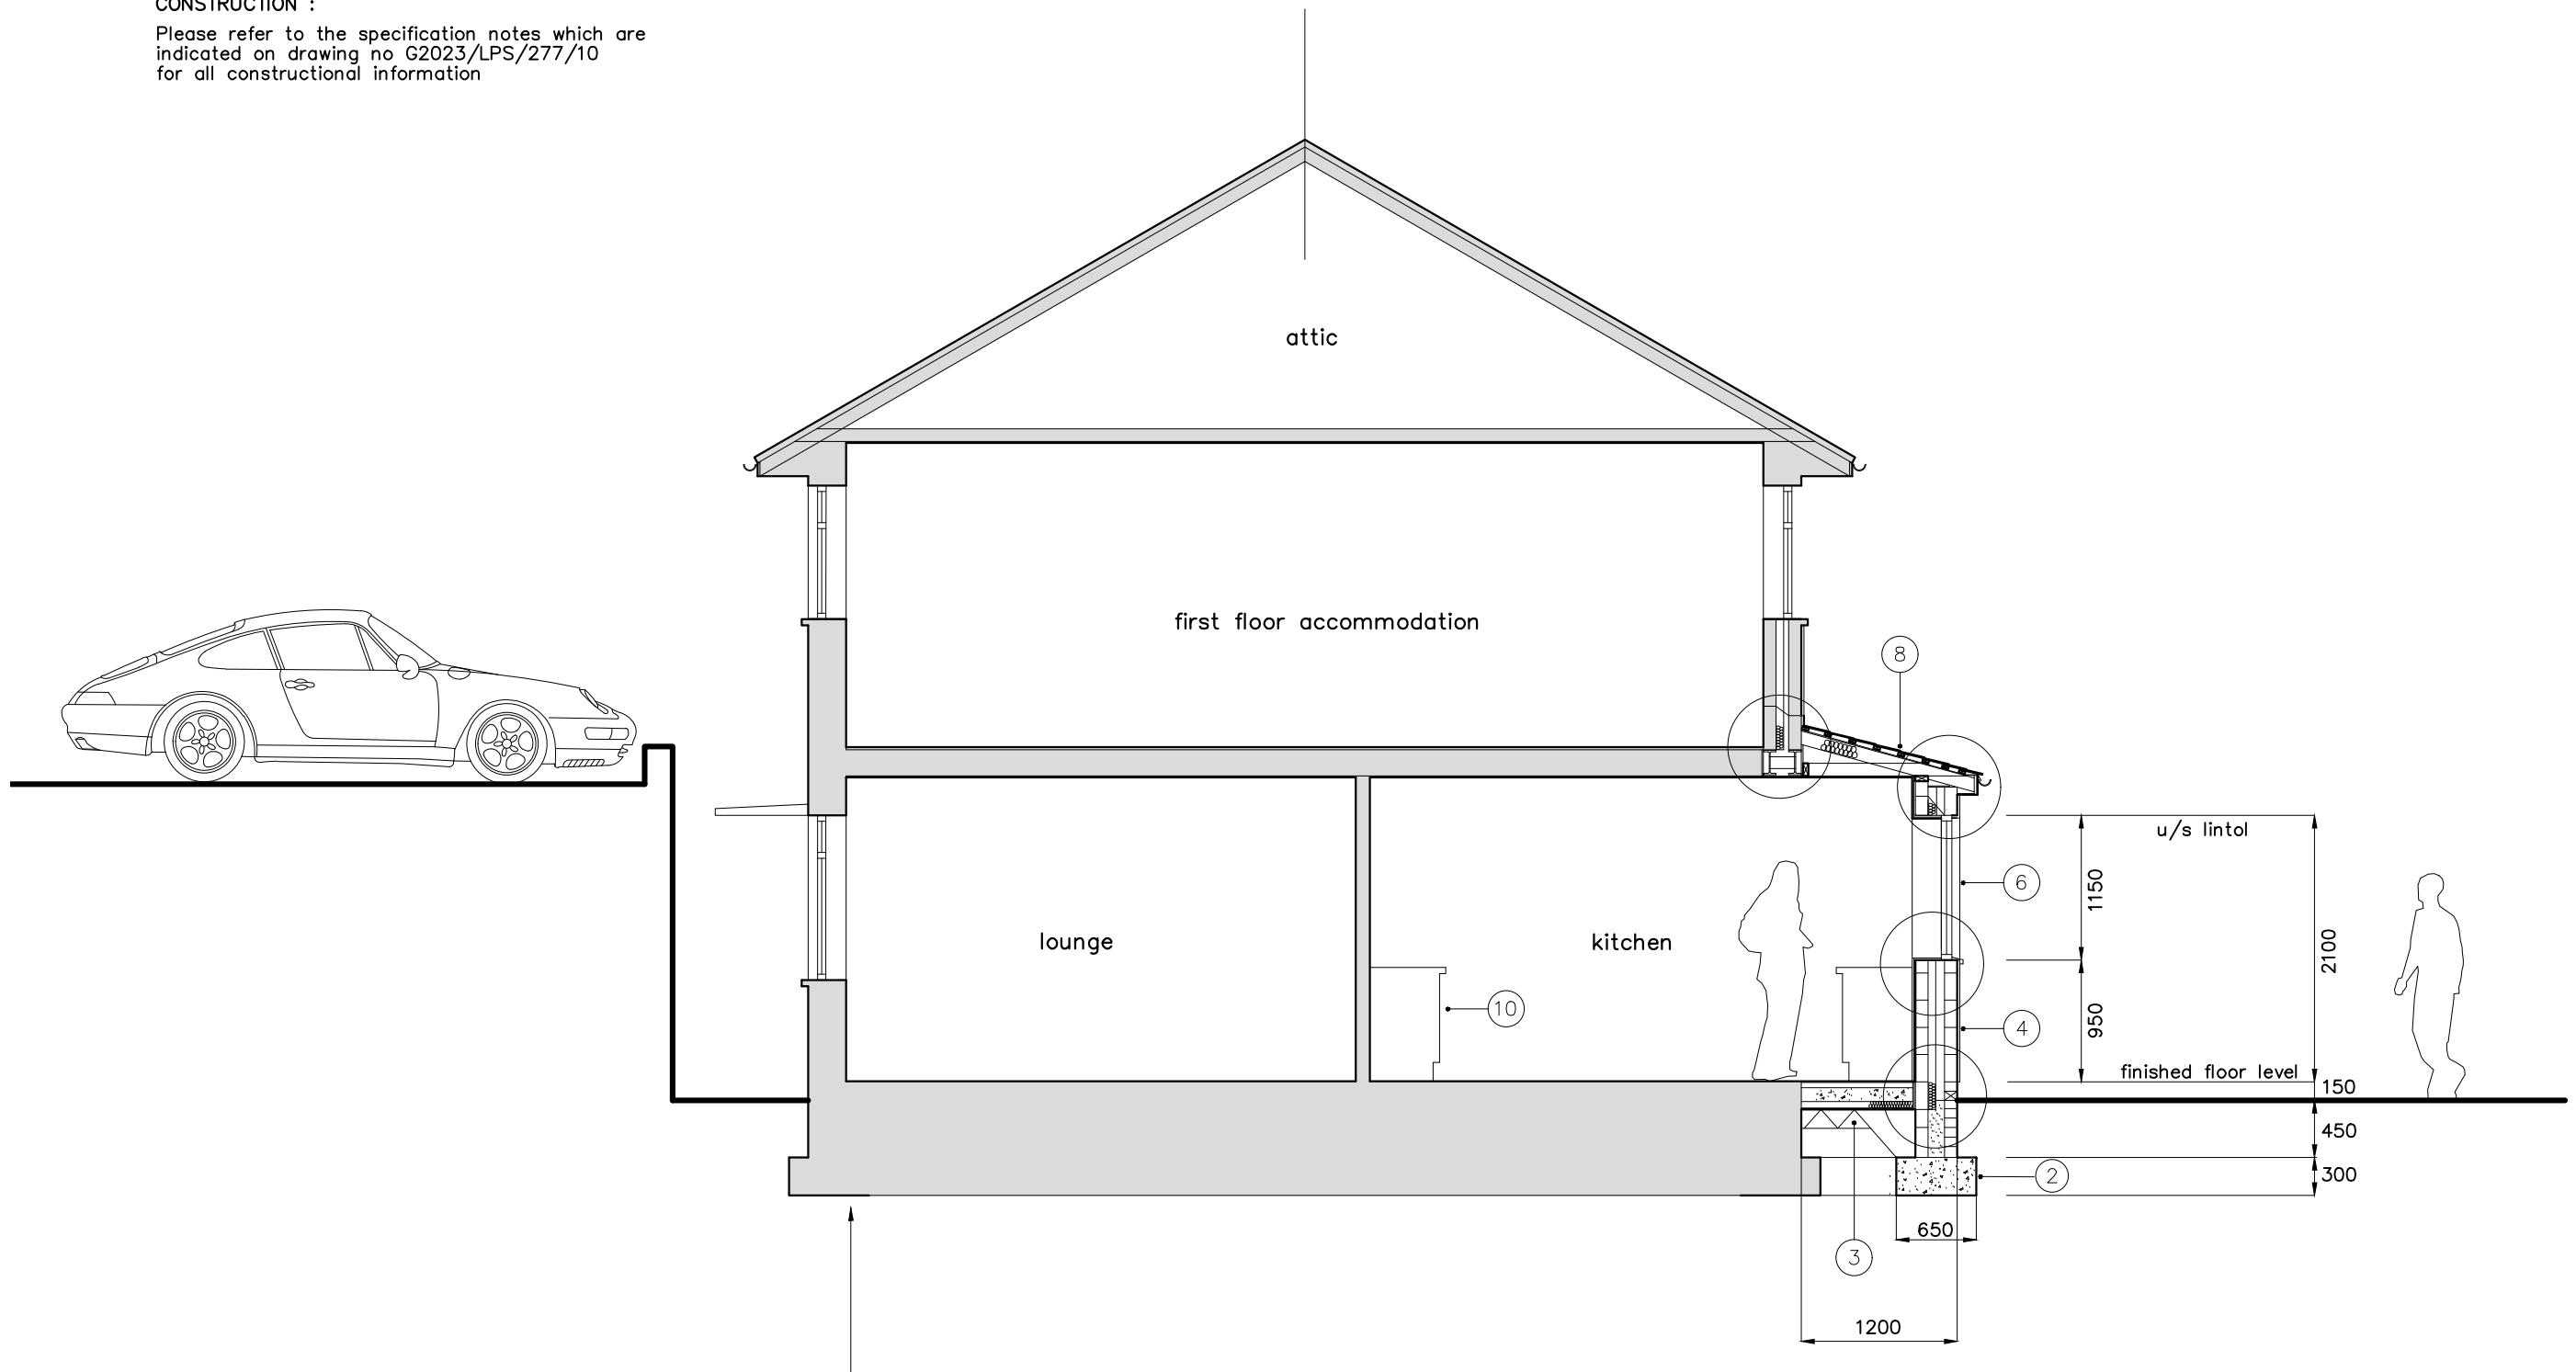 CONSTRUCTION :
Please refer to the specification notes which are
indicated on drawing no G2023/LPS/277/10
for all constructional information
attic
first floor accommodation
8
u/s lintol
6
1150
2100
lounge
kitchen
10
4
950
finished floor level
150
450
2
300
650
3
1200